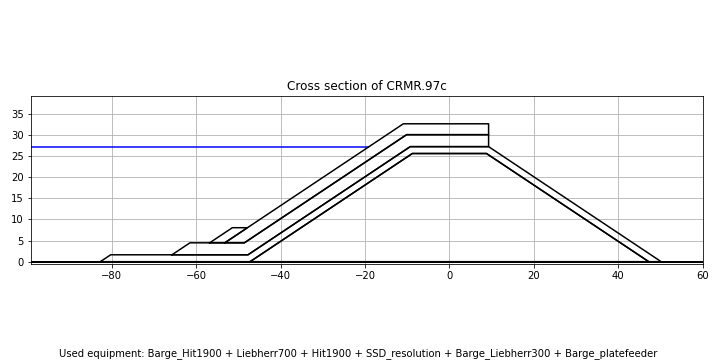 Cross section of CRMR.97c
35
30
25
20
15
10
5
0
−80 −60 −40 −20 0 20 40 60
Used equipment: Barge_Hit1900 + Liebherr700 + Hit1900 + SSD_resolution + Barge_Liebherr300 + Barge_platefeeder